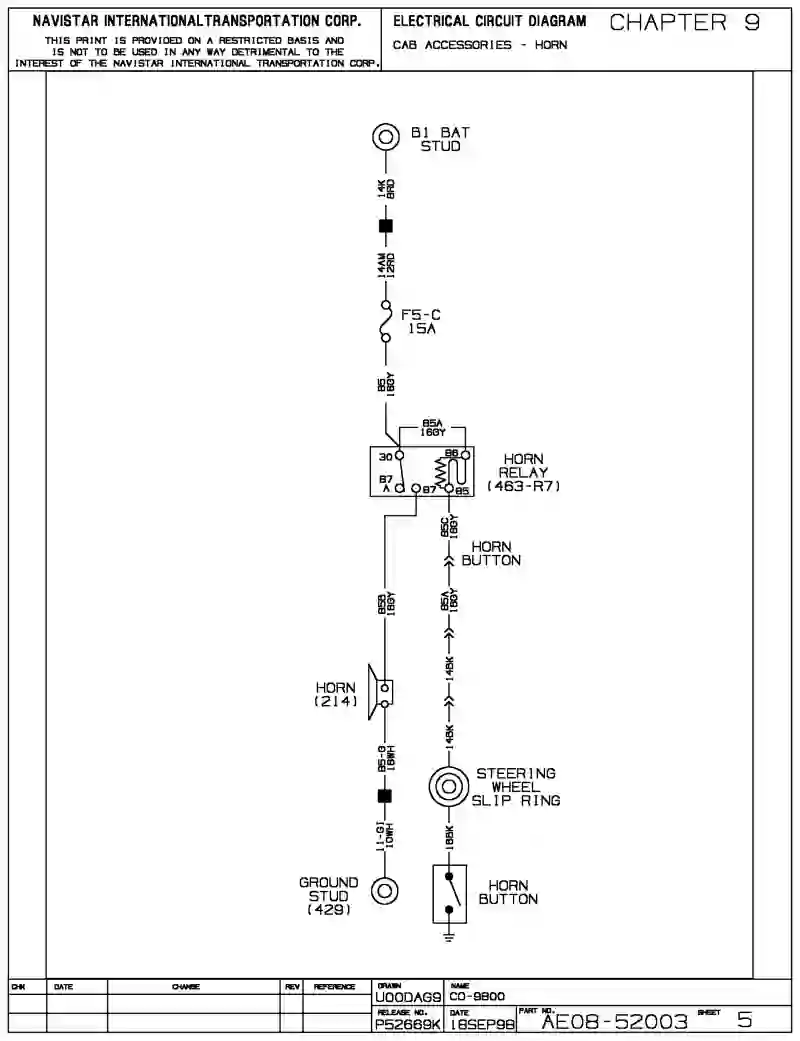 NAVISTAR INTERNATIONAL TRANSPORTATION CORP.
THIS PRINT IS PROVIDED ON A RESTRICTED BASIS AND
IS NOT TO BE USED IN ANY WAY DETRIMENTAL TO THE
INTEREST OF THE NAVISTAR INTERNATIONAL TRANSPORTATION CORP.
ELECTRICAL CIRCUIT DIAGRAM
CHAPTER 9
CAB ACCESSORIES - HORN
B1 BAT
STUD
14K
8RD
14AW
12RD
F5-C
15A
85
16GY
85A
16GY
30
86
87
A
87
85
HORN
RELAY
(463-R7)
85C
16GY
HORN
BUTTON
85B
16GY
85A
16GY
14BK
HORN
(214)
14BK
85-G
16WH
STEERING
WHEEL
SLIP RING
11-G1
10WH
18BK
GROUND
STUD
(429)
HORN
BUTTON
CHK
DATE
CHANGE
REV
REFERENCE
DRAWN
U00DAG9
NAME
CO-9800
RELEASE NO.
P52669K
DATE
18SEP98
PART NO.
AE08-52003
SHEET
5